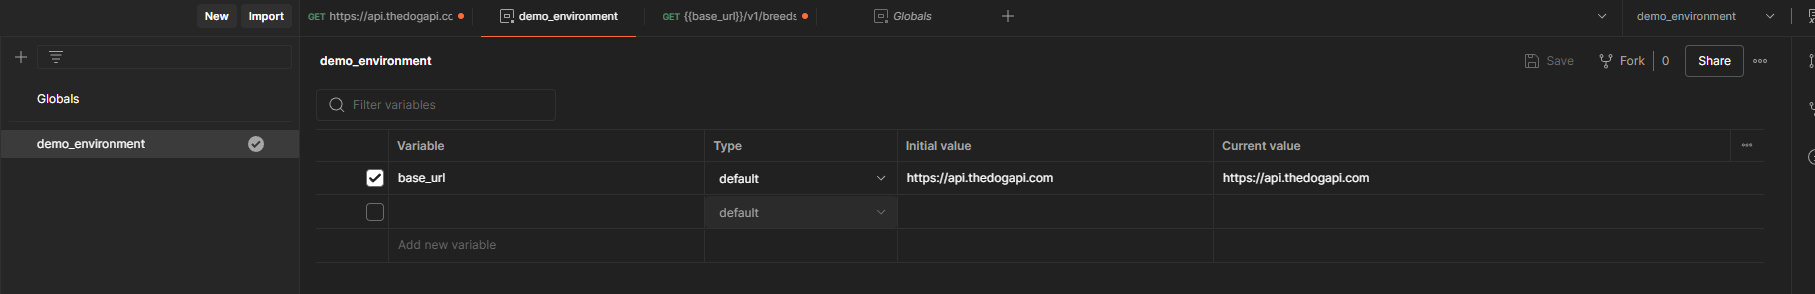 New Import GET https://api.thedogapi.cc demo_environment GET {{base_url}}/v1/breeds Globals demo_environment
demo_environment Save Fork 0 Share
Globals
Filter variables
demo_environment
Variable Type Initial value Current value
base_url default https://api.thedogapi.com https://api.thedogapi.com
default
Add new variable